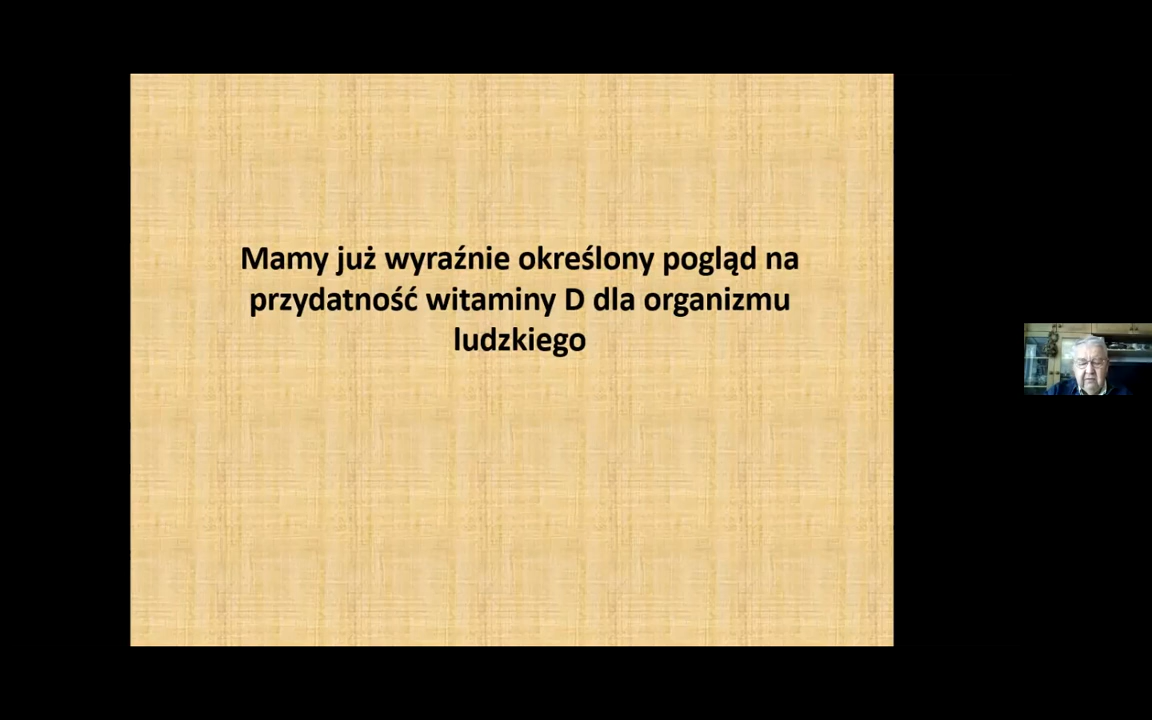 Mamy już wyraźnie określony pogląd na
przydatność witaminy D dla organizmu
ludzkiego